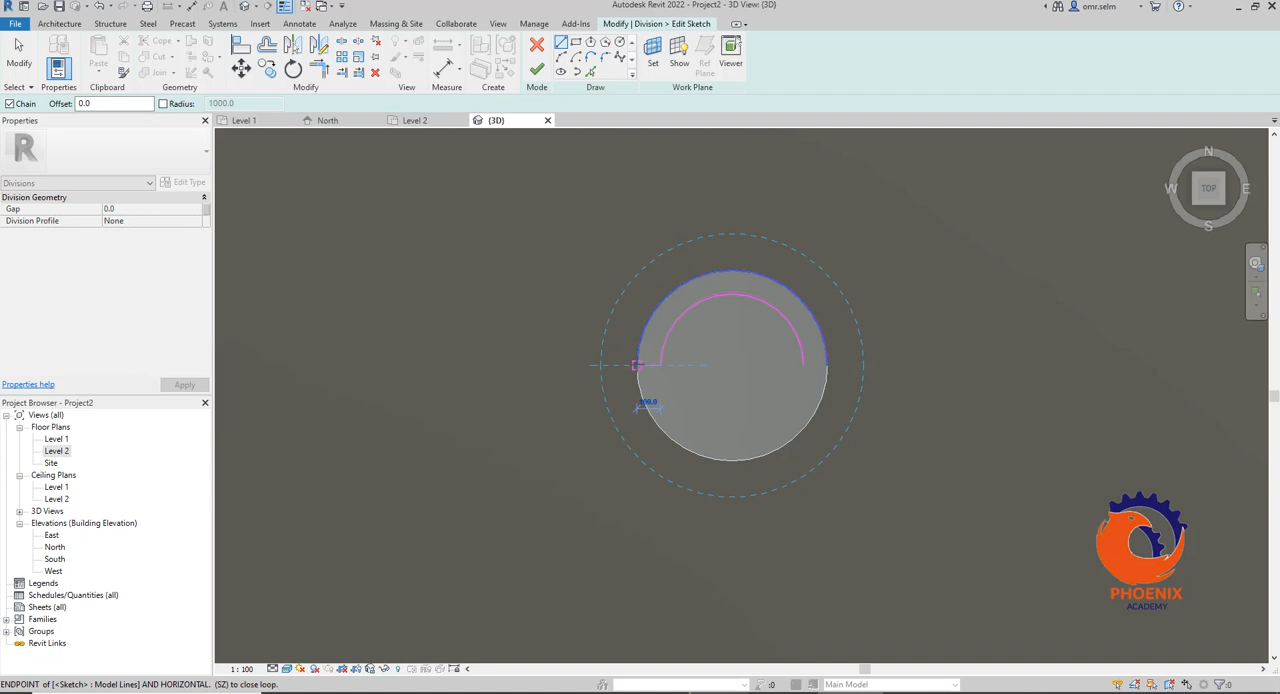 Autodesk Revit 2022 - Project2 - 3D View: {3D}
omr.selm
File Architecture Structure Steel Precast Systems Insert Annotate Analyze Massing & Site Collaborate View Manage Add-Ins Modify | Division > Edit Sketch
Modify Paste Cope Cut Join Set Show Ref Plane Viewer
Select Properties Clipboard Geometry Modify View Measure Create Mode Draw Work Plane
Chain Offset: 0.0 Radius: 1000.0
Properties Level 1 North Level 2 {3D}
Divisions Edit Type
Division Geometry
Gap 0.0
Division Profile None
N
W TOP E
S
Properties help Apply
Project Browser - Project2
Views (all)
Floor Plans
Level 1
Level 2
Site
Ceiling Plans
Level 1
Level 2
3D Views
Elevations (Building Elevation)
East
North
South
West
Legends
Schedules/Quantities (all)
Sheets (all)
Families
Groups
Revit Links
PHOENIX
ACADEMY
1 : 100
ENDPOINT of [<Sketch> : Model Lines] AND HORIZONTAL. (SZ) to close loop. :0 Main Model :0